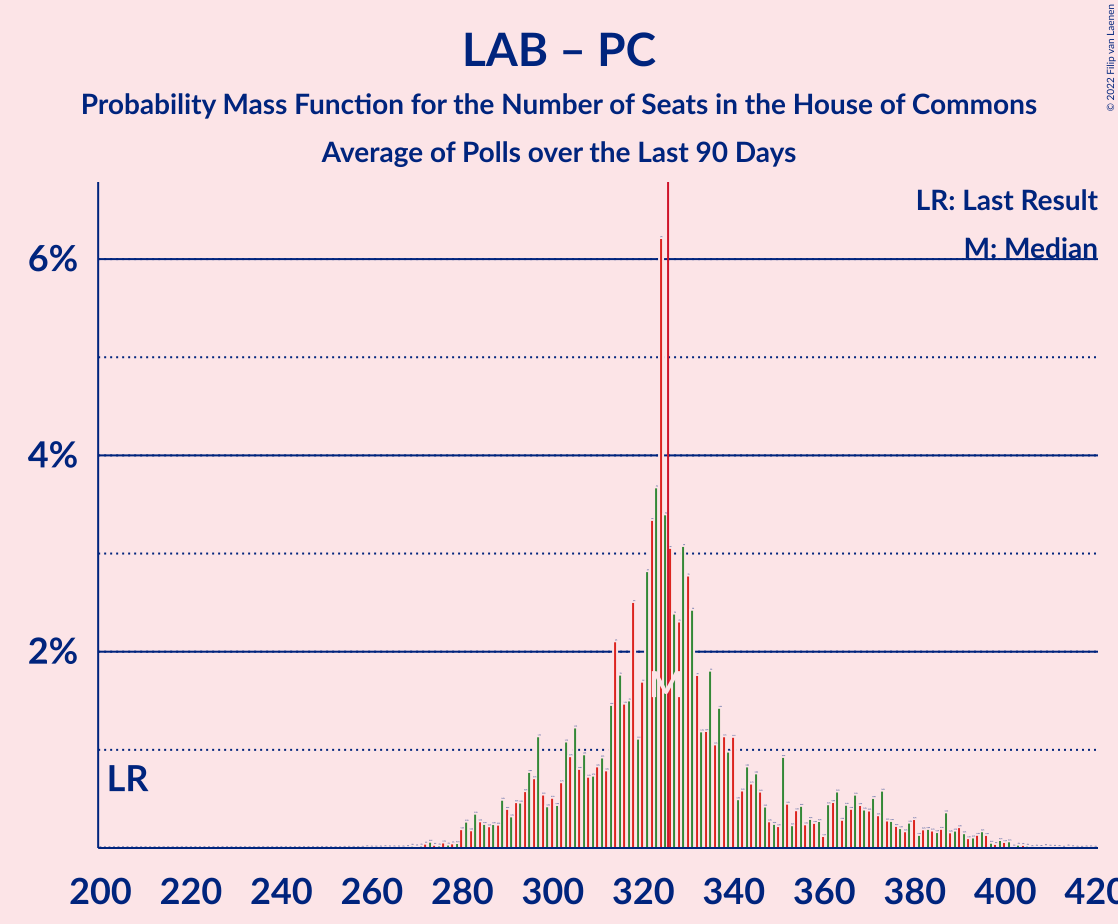 LAB – PC
Probability Mass Function for the Number of Seats in the House of Commons
Average of Polls over the Last 90 Days
© 2022 Filip van Laenen
LR: Last Result
M: Median
6%
4%
2%
LR
M
200 220 240 260 280 300 320 340 360 380 400 420